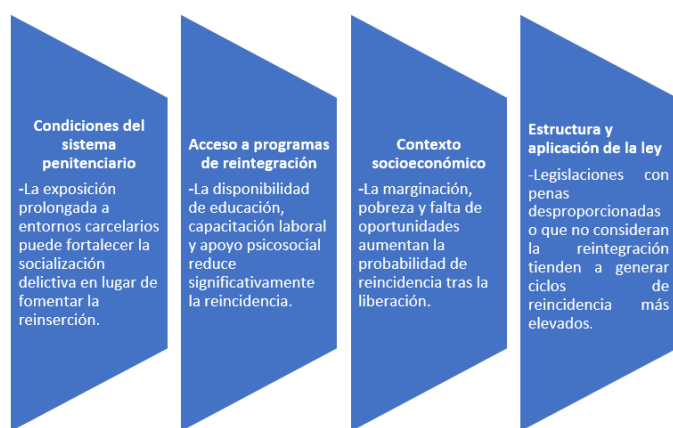 Condiciones del
sistema
penitenciario
-La exposición
prolongada a
entornos carcelarios
puede fortalecer la
socialización
delictiva en lugar de
fomentar la
reinserción.
Acceso a programas
de reintegración
-La disponibilidad
de educación,
capacitación laboral
y apoyo psicosocial
reduce
significativamente
la reincidencia.
Contexto
socioeconómico
-La marginación,
pobreza y falta de
oportunidades
aumentan la
probabilidad de
reincidencia tras la
liberación.
Estructura y
aplicación de la ley
-Legislaciones con
penas
desproporcionadas
o que no consideran
la reintegración
tienden a generar
ciclos de
reincidencia más
elevados.